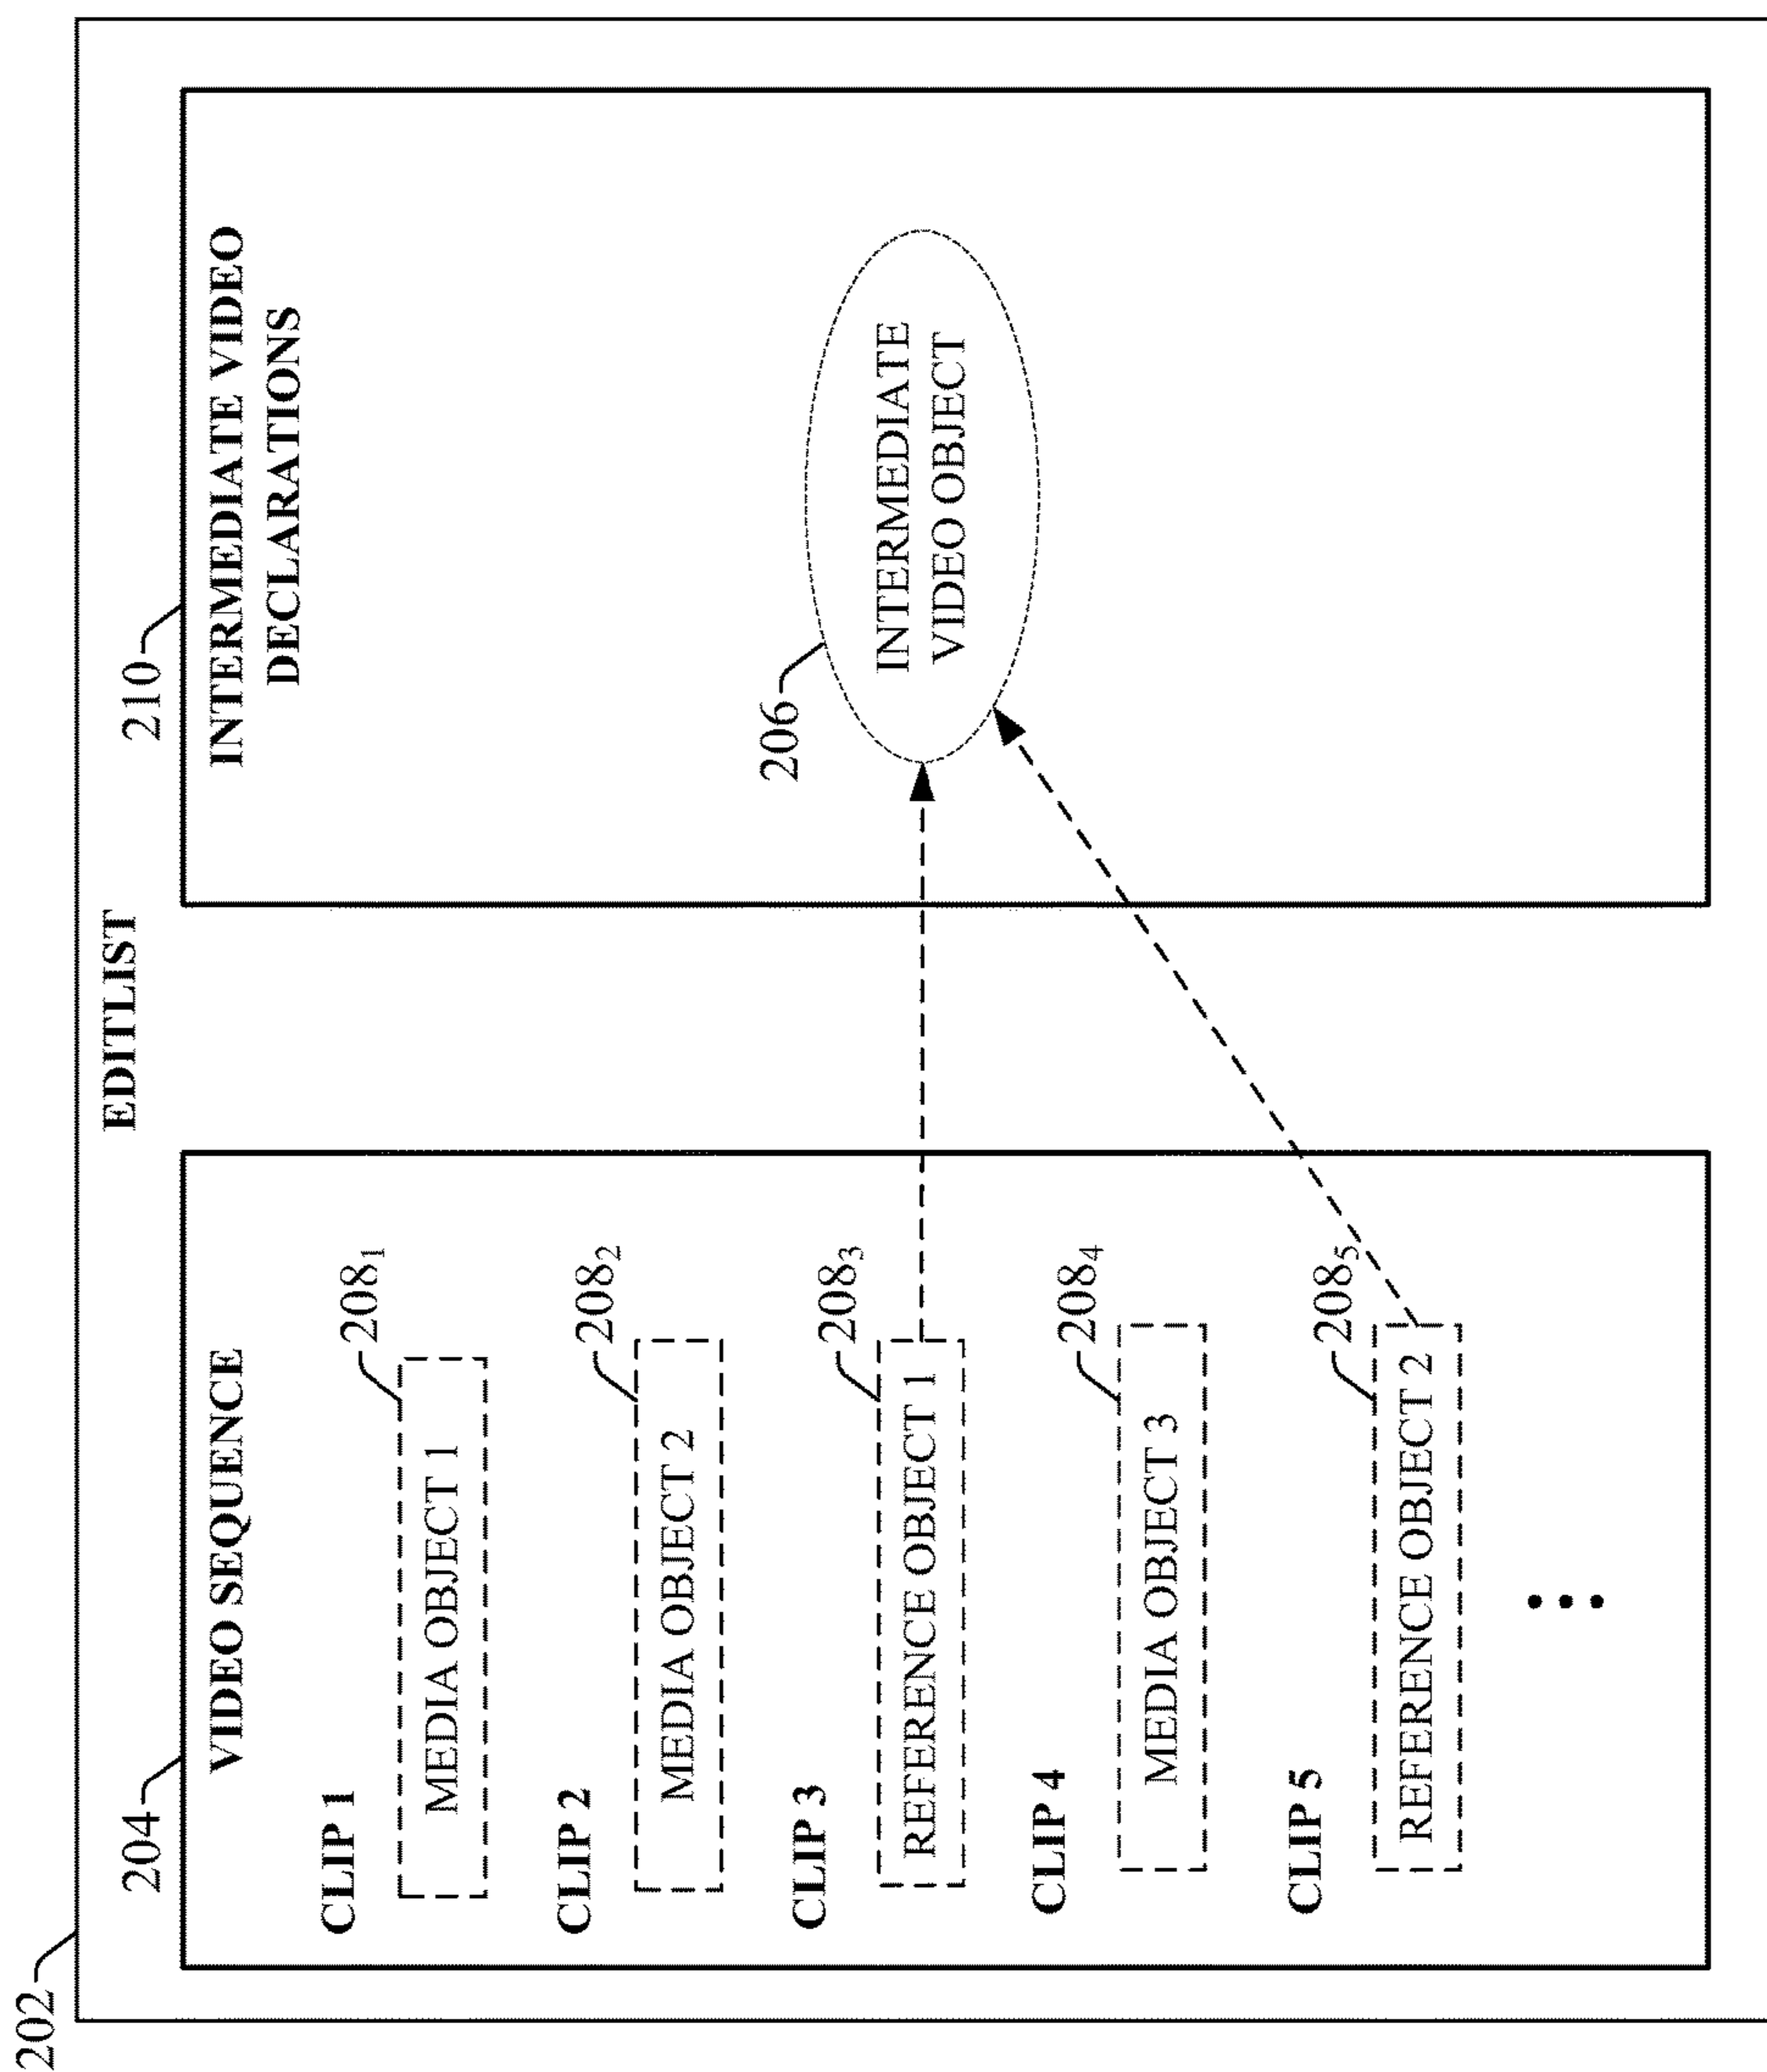 202
EDITLIST
204
VIDEO SEQUENCE
CLIP 1
208₁
MEDIA OBJECT 1
CLIP 2
208₂
MEDIA OBJECT 2
CLIP 3
208₃
REFERENCE OBJECT 1
CLIP 4
208₄
MEDIA OBJECT 3
CLIP 5
208₅
REFERENCE OBJECT 2
210
INTERMEDIATE VIDEO
DECLARATIONS
206
INTERMEDIATE
VIDEO OBJECT